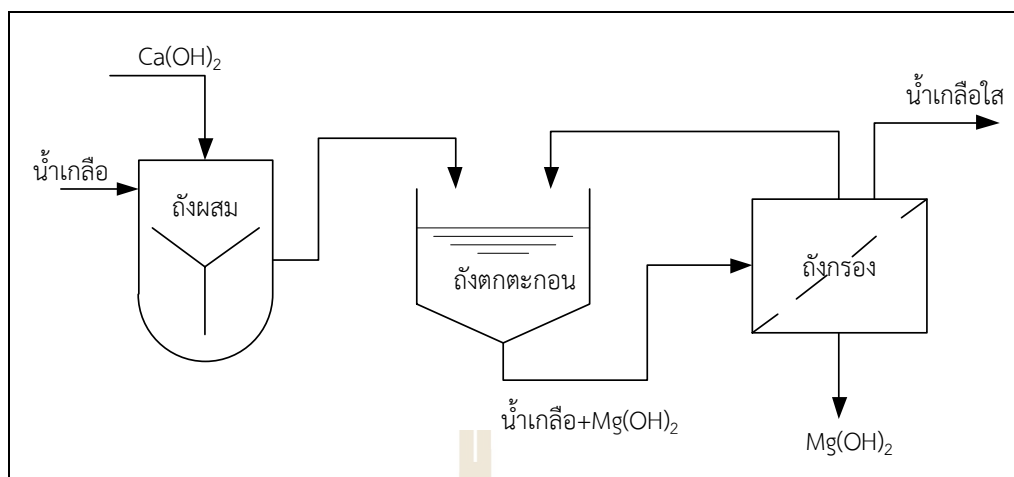 Ca(OH)₂
น้ำเกลือ
ถังผสม
ถังตกตะกอน
น้ำเกลือ+Mg(OH)₂
น้ำเกลือใส
ถังกรอง
Mg(OH)₂